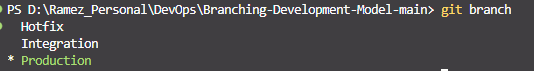 PS D:\Ramez_Personal\DevOps\Branching-Development-Model-main> git branch
Hotfix
Integration
* Production